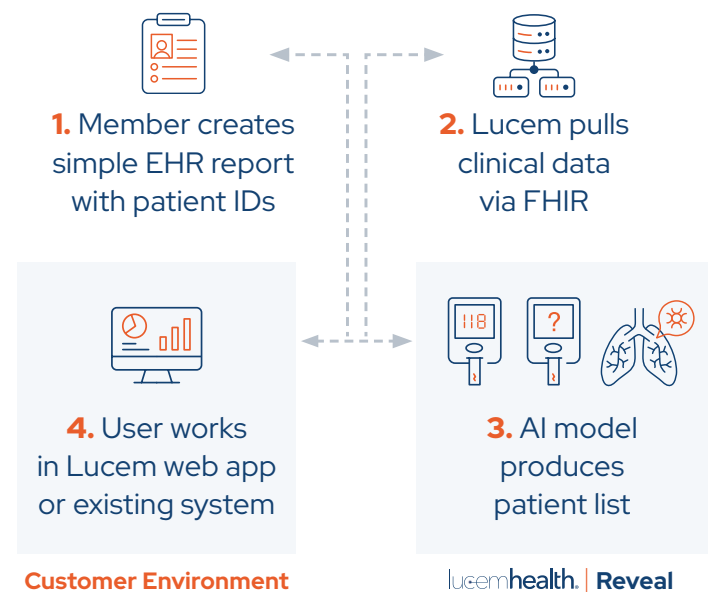 1. Member creates
simple EHR report
with patient IDs
2. Lucem pulls
clinical data
via FHIR
4. User works
in Lucem web app
or existing system
118
?
3. AI model
produces
patient list
Customer Environment
lucemhealth. | Reveal